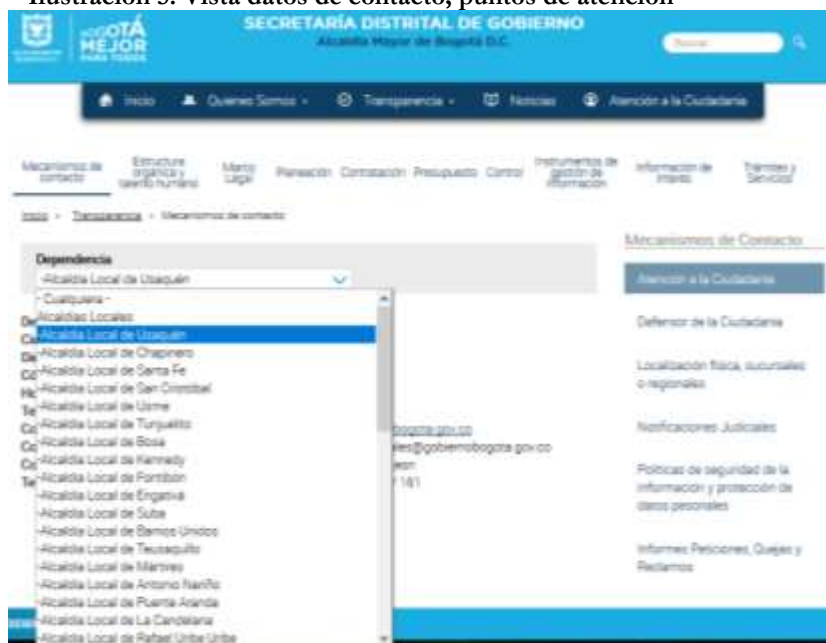 Ilustración 3. Vista datos de contacto, puntos de atención
BOGOTÁ
MEJOR
PARA TODOS
SECRETARÍA DISTRITAL DE GOBIERNO
Alcaldía Mayor de Bogotá D.C.
Buscar
Inicio
Quienes Somos
Transparencia
Noticias
Atención a la Ciudadanía
Mecanismos de
contacto
Estructura
orgánica y
talento humano
Marco
Legal
Planeación
Contratación
Presupuesto
Control
Instrumentos de
gestión de
información
Información de
interés
Trámites y
Servicios
Inicio > Transparencia > Mecanismos de contacto
Dependencia
-Alcaldía Local de Usaquén
- Cualquiera -
Alcaldías Locales
-Alcaldía Local de Usaquén
-Alcaldía Local de Chapinero
-Alcaldía Local de Santa Fe
-Alcaldía Local de San Cristóbal
-Alcaldía Local de Usme
-Alcaldía Local de Tunjuelito
-Alcaldía Local de Bosa
-Alcaldía Local de Kennedy
-Alcaldía Local de Fontibón
-Alcaldía Local de Engativá
-Alcaldía Local de Suba
-Alcaldía Local de Barrios Unidos
-Alcaldía Local de Teusaquillo
-Alcaldía Local de Mártires
-Alcaldía Local de Antonio Nariño
-Alcaldía Local de Puente Aranda
-Alcaldía Local de La Candelaria
-Alcaldía Local de Rafael Uribe Uribe
bogota.gov.co
les@gobiernobogota.gov.co
181
Mecanismos de Contacto
Atención a la Ciudadanía
Defensor de la Ciudadanía
Localización física, sucursales
o regionales
Notificaciones Judiciales
Políticas de seguridad de la
información y protección de
datos personales
Informes Peticiones, Quejas y
Reclamos